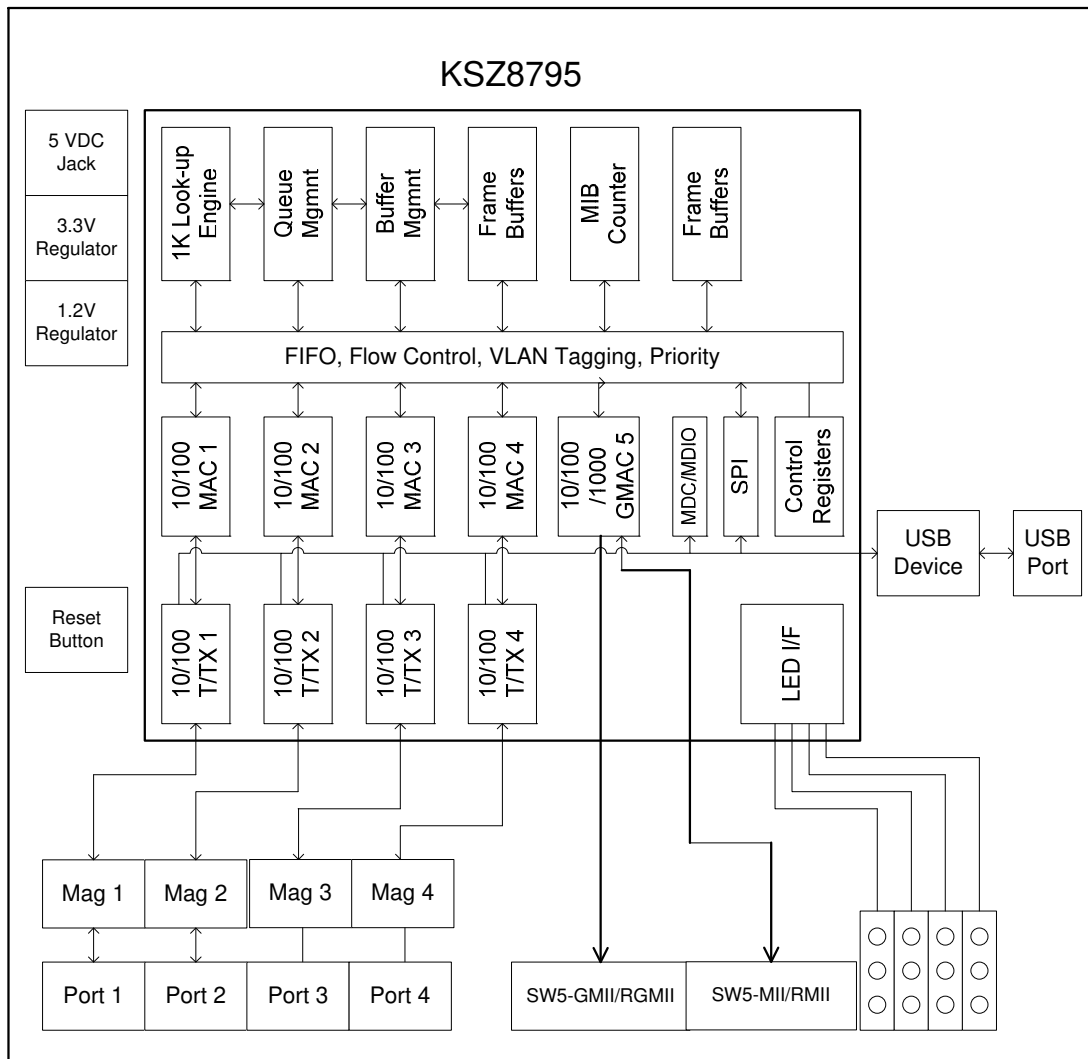 KSZ8795
5 VDC
Jack
3.3V
Regulator
1.2V
Regulator
1K Look-up
Engine
Queue
Mgmnt
Buffer
Mgmnt
Frame
Buffers
MIB
Counter
Frame
Buffers
FIFO, Flow Control, VLAN Tagging, Priority
10/100
MAC 1
10/100
MAC 2
10/100
MAC 3
10/100
MAC 4
10/100
/1000
GMAC 5
MDC/MDIO
SPI
Control
Registers
USB
Device
USB
Port
Reset
Button
10/100
T/TX 1
10/100
T/TX 2
10/100
T/TX 3
10/100
T/TX 4
LED I/F
Mag 1
Mag 2
Mag 3
Mag 4
Port 1
Port 2
Port 3
Port 4
SW5-GMII/RGMII
SW5-MII/RMII